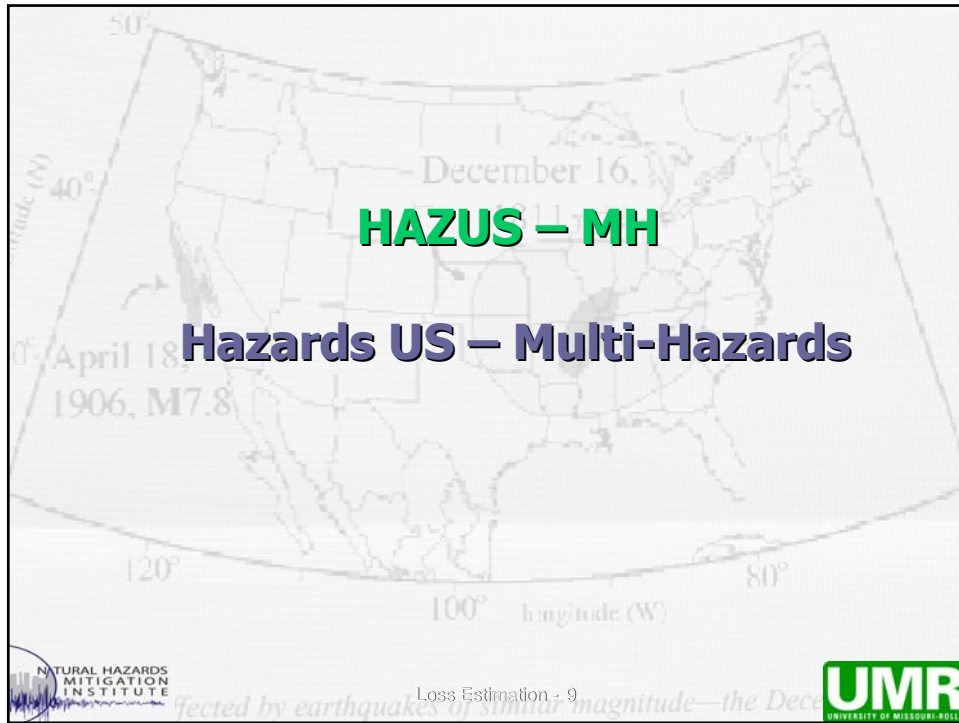 50°
December 16,
40°
HAZUS – MH
Hazards US – Multi-Hazards
April 18,
1906, M7.8
120°
80°
100°
longitude (W)
NATURAL HAZARDS
MITIGATION
INSTITUTE
Loss Estimation - 9
fected by earthquakes of similar magnitude—the Dece
UMR
UNIVERSITY OF MISSOURI-ROLL